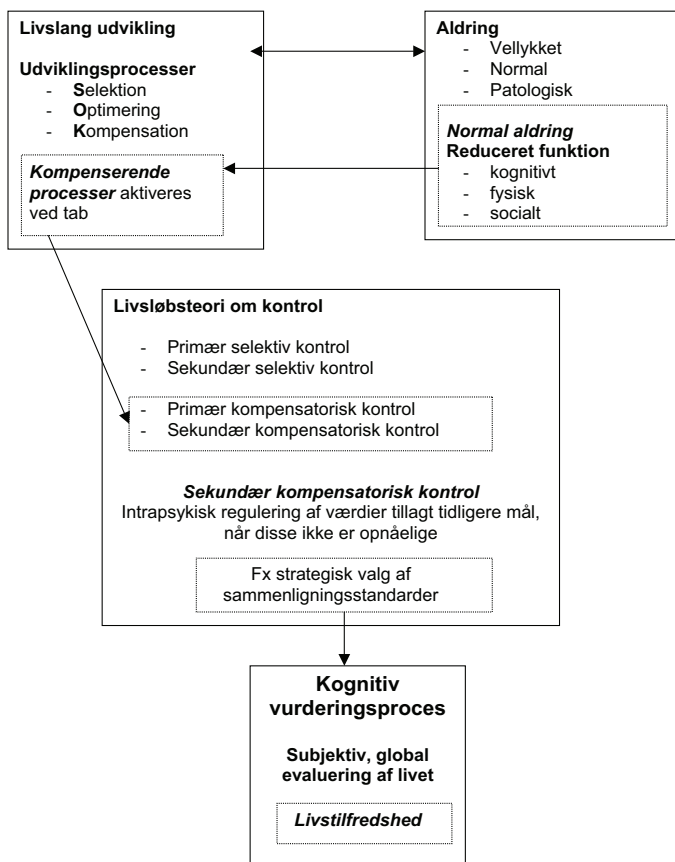 Livslang udvikling
Udviklingsprocesser
- Selektion
- Optimering
- Kompensation
Kompenserende
processer aktiveres
ved tab
Aldring
- Vellykket
- Normal
- Patologisk
Normal aldring
Reduceret funktion
- kognitivt
- fysisk
- socialt
Livsløbsteori om kontrol
- Primær selektiv kontrol
- Sekundær selektiv kontrol
- Primær kompensatorisk kontrol
- Sekundær kompensatorisk kontrol
Sekundær kompensatorisk kontrol
Intrapsykisk regulering af værdier tillagt tidligere mål,
når disse ikke er opnåelige
Fx strategisk valg af
sammenligningsstandarder
Kognitiv
vurderingsproces
Subjektiv, global
evaluering af livet
Livstilfredshed